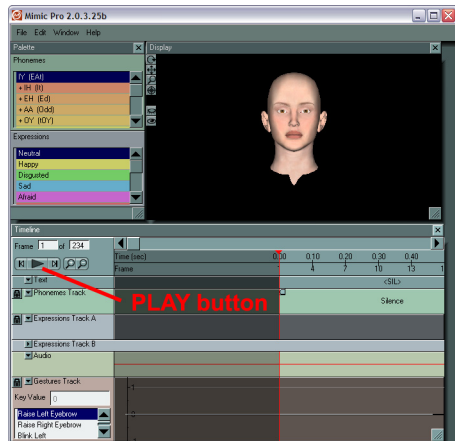 Mimic Pro 2.0.3.25b
File Edit Window Help
Palette
Display
Phonemes
IY (EAt)
+ IH (It)
+ EH (Ed)
+ AA (Odd)
+ OY (tOY)
Expressions
Neutral
Happy
Disgusted
Sad
Afraid
Timeline
Frame 1 of 234
Time (sec) 0.00 0.10 0.20 0.30 0.40
Frame 1 4 7 10 13 1
Text <SIL>
Phonemes Track Silence
PLAY button
Expressions Track A
Expressions Track B
Audio
Gestures Track
Key Value 0
Raise Left Eyebrow
Raise Right Eyebrow
Blink Left
-1
-0